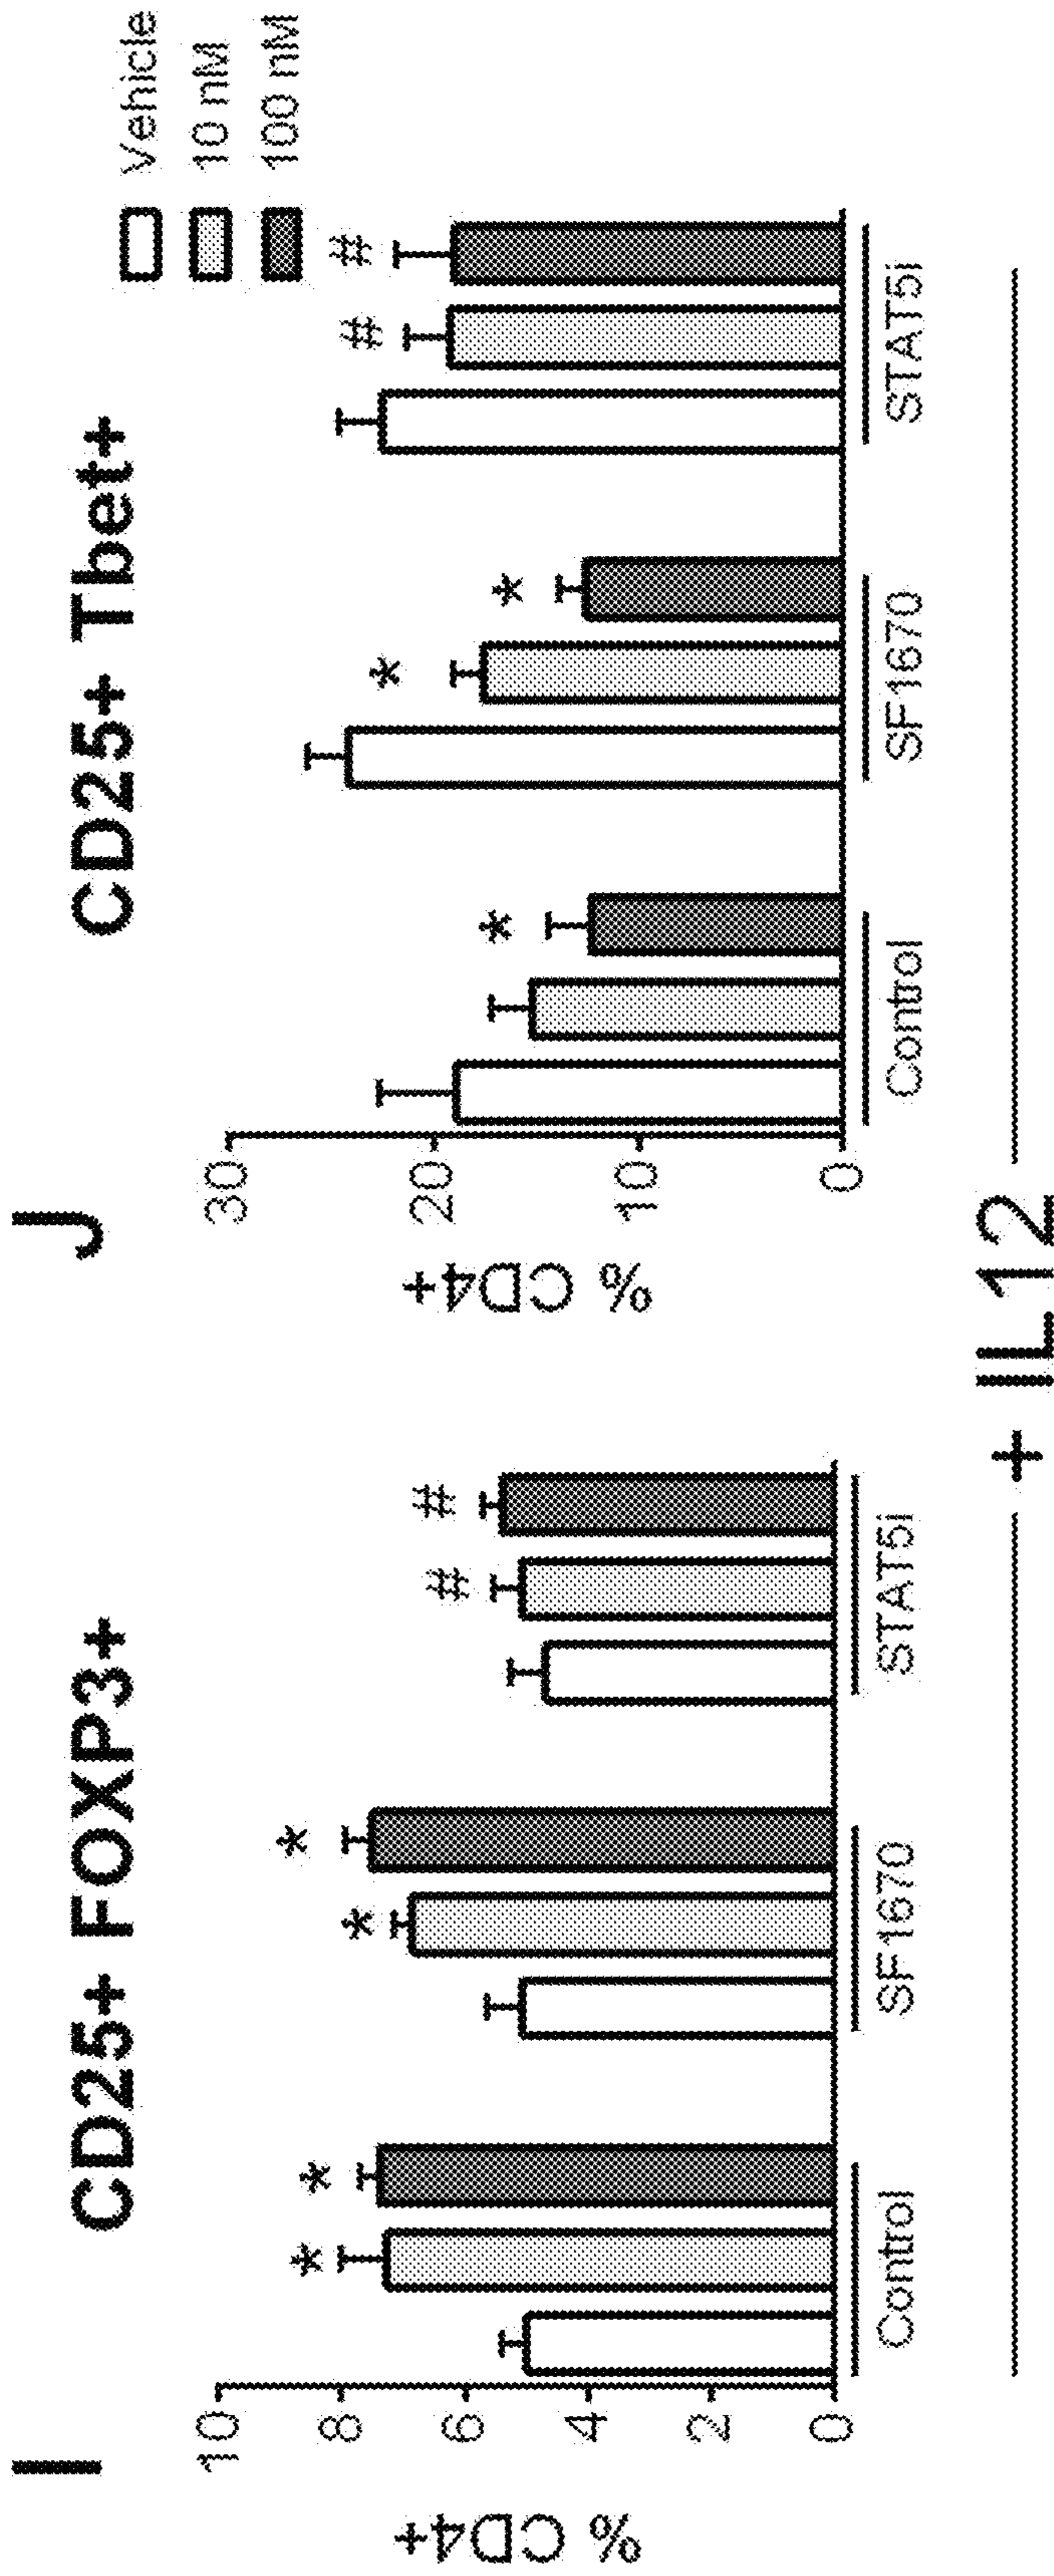 I
CD25+ FOXP3+
% CD4+
10
8
6
4
2
0
* * * * # #
Control SF1670 STAT5i
J
CD25+ Tbet+
Vehicle
10 nM
100 nM
% CD4+
30
20
10
0
* * * # #
Control SF1670 STAT5i
+ IL12